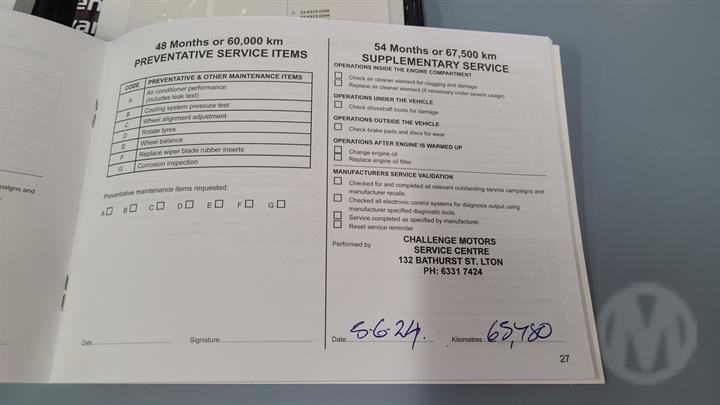 48 Months or 60,000 km
PREVENTATIVE SERVICE ITEMS
CODE PREVENTATIVE & OTHER MAINTENANCE ITEMS
A Air conditioner performance
(includes leak test)
B Cooling system pressure test
C Wheel alignment adjustment
D Rotate tyres
E Wheel balance
F Replace wiper blade rubber inserts
G Corrosion inspection
Preventative maintenance items requested:
A B C D E F G
Date Signature
54 Months or 67,500 km
SUPPLEMENTARY SERVICE
OPERATIONS INSIDE THE ENGINE COMPARTMENT
Check air cleaner element for clogging and damage
Replace air cleaner element (if necessary under severe usage)
OPERATIONS UNDER THE VEHICLE
Check driveshaft boots for damage
OPERATIONS OUTSIDE THE VEHICLE
Check brake pads and discs for wear
OPERATIONS AFTER ENGINE IS WARMED UP
Change engine oil
Replace engine oil filter
MANUFACTURERS SERVICE VALIDATION
Checked for and completed all relevant outstanding service campaigns and
manufacturer recalls.
Checked all electronic control systems for diagnosis output using
manufacturer specified diagnostic tools.
Service completed as specified by manufacturer.
Reset service reminder
Performed by
CHALLENGE MOTORS
SERVICE CENTRE
132 BATHURST ST. LTON
PH: 6331 7424
Date 5-6-24. Kilometres 65,780
27
paigns and
M